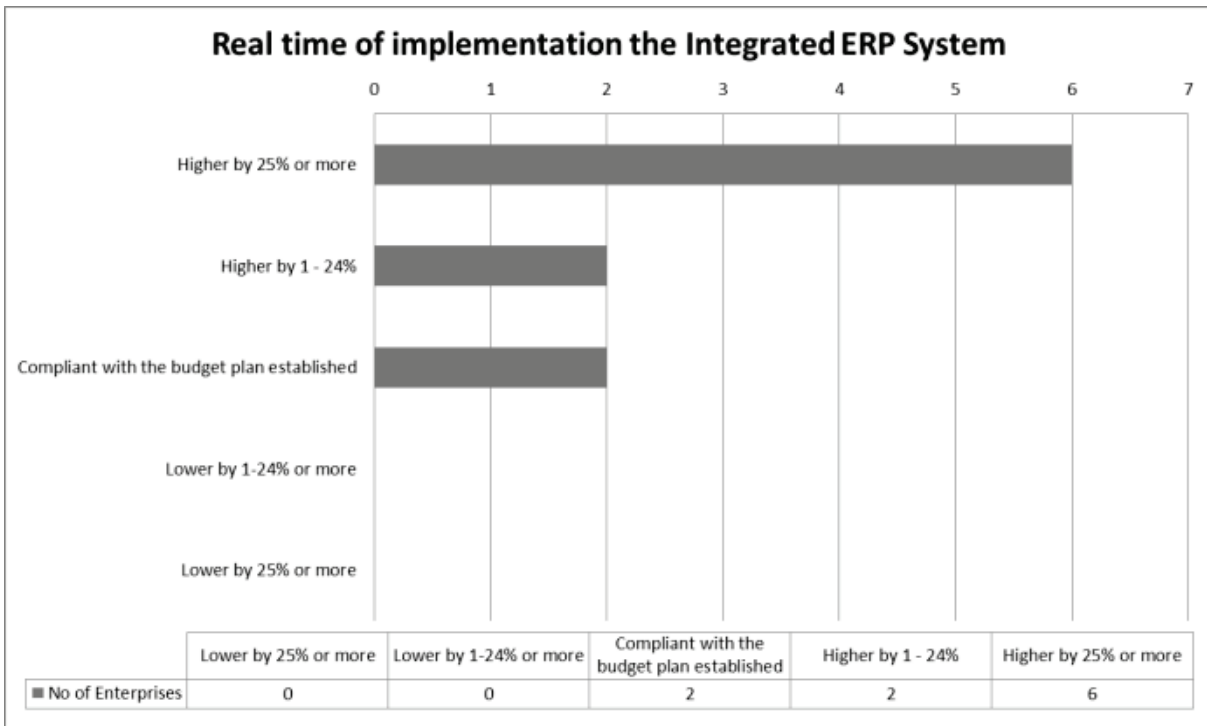 Real time of implementation the Integrated ERP System
0 1 2 3 4 5 6 7
Higher by 25% or more
Higher by 1 - 24%
Compliant with the budget plan established
Lower by 1-24% or more
Lower by 25% or more
Lower by 25% or more Lower by 1-24% or more Compliant with the budget plan established Higher by 1 - 24% Higher by 25% or more
No of Enterprises 0 0 2 2 6